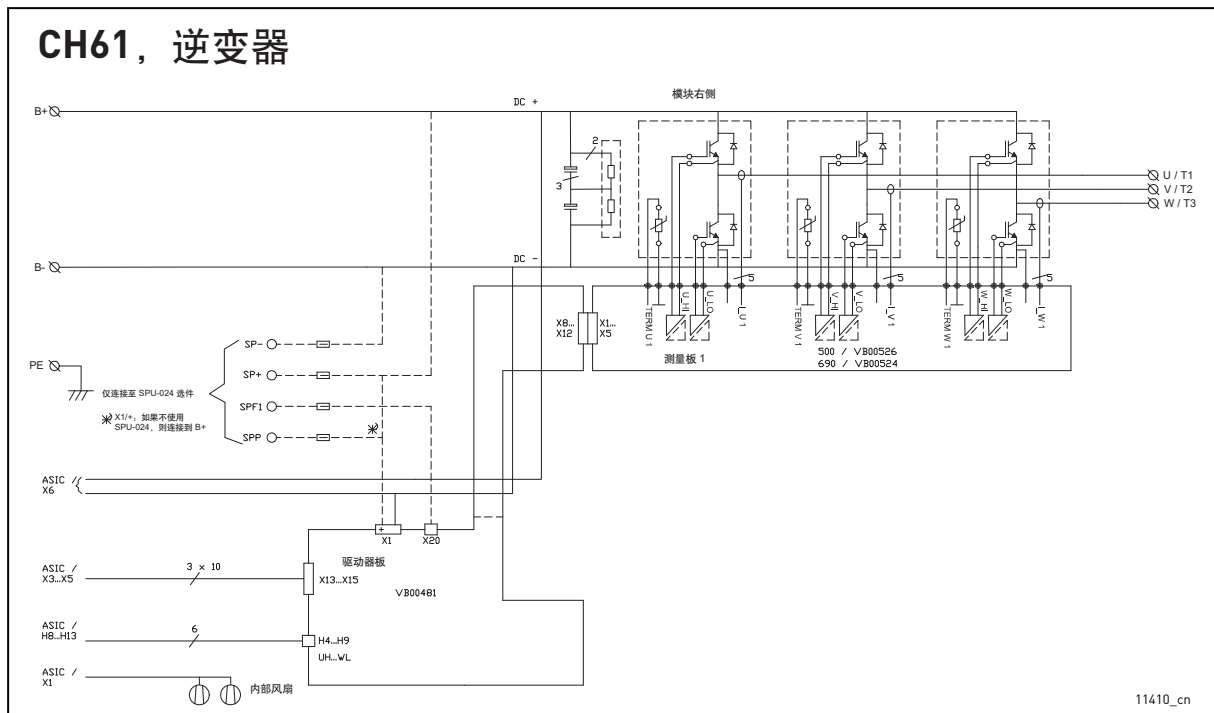 CH61，逆变器
模块右侧
B+
DC +
2
3
U / T1
V / T2
W / T3
B-
DC -
5
5
5
TERM U 1
U_HI
U_LO
I_U 1
TERM V 1
V_HI
V_LO
I_V 1
TERM W 1
W_HI
W_LO
I_W 1
X8...
X12
X1...
X5
测量板 1
500 / VB00526
690 / VB00524
SP-
PE
SP+
仅连接至 SPU-024 选件
SPF1
X1/+：如果不使用
SPU-024，则连接到 B+
SPP
ASIC /
X6
+
X1
X20
驱动器板
ASIC /
X3...X5
3 x 10
X13...X15
VB00481
ASIC /
H8...H13
6
H4...H9
UH...WL
ASIC /
X1
内部风扇
11410_cn